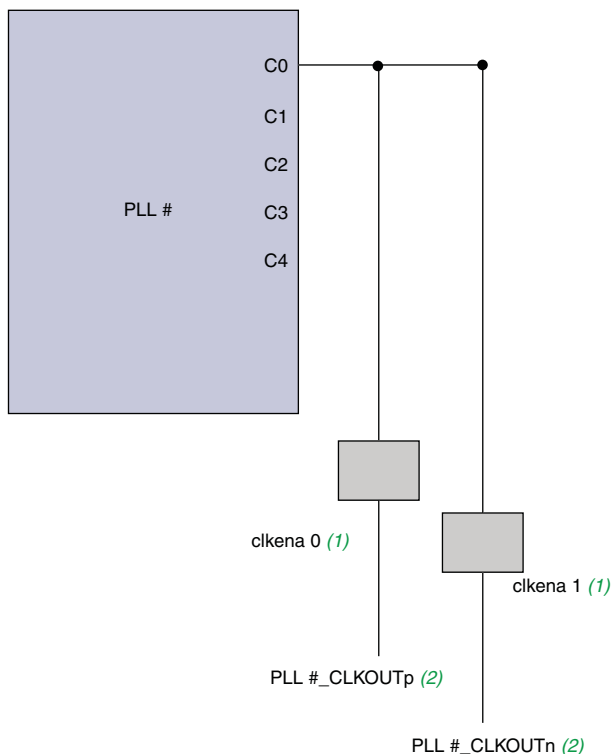 C0
C1
C2
PLL #
C3
C4
clkena 0 (1)
clkena 1 (1)
PLL #_CLKOUTp (2)
PLL #_CLKOUTn (2)